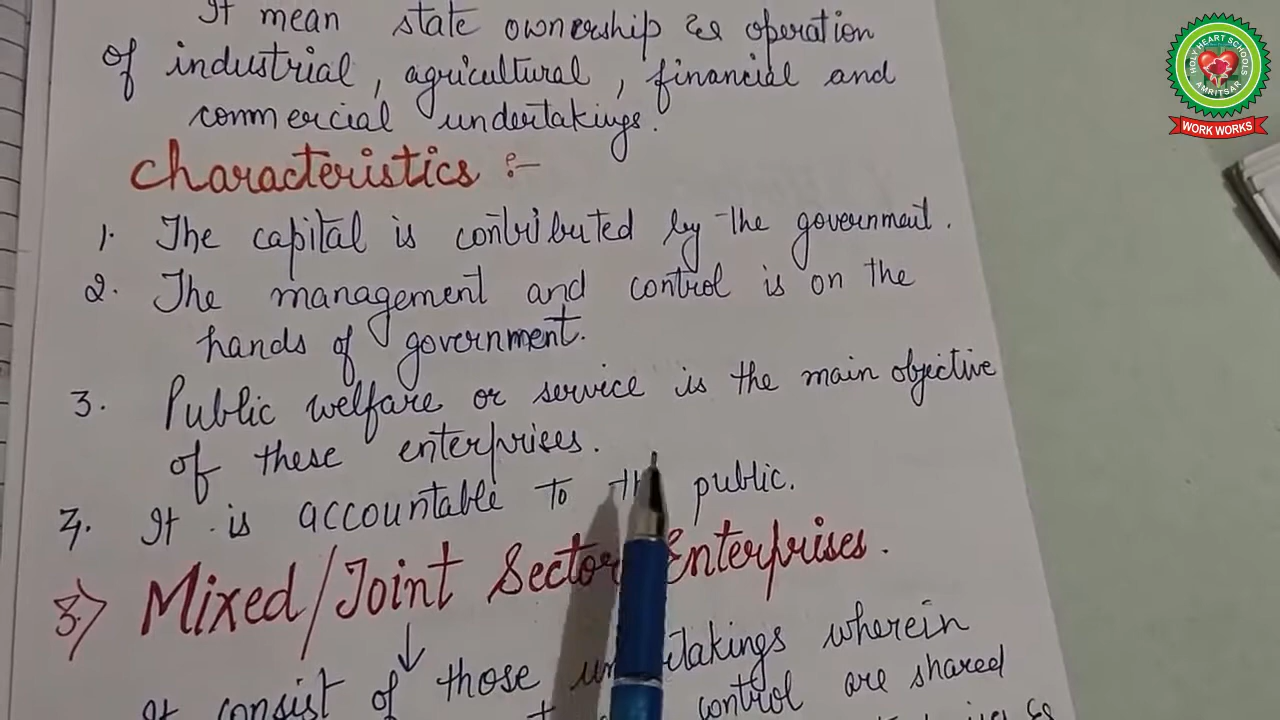 It mean state ownership & operation
of industrial, agricultural, financial and
commercial undertakings.
Characteristics :-
1. The capital is contributed by the government.
2. The management and control is on the
hands of government.
3. Public welfare or service is the main objective
of these enterprises.
4. It is accountable to public.
3) Mixed/Joint Sector Enterprises.
It consist of those wherein
control are shared
HOLY HEART SCHOOLS
AMRITSAR
WORK WORKS